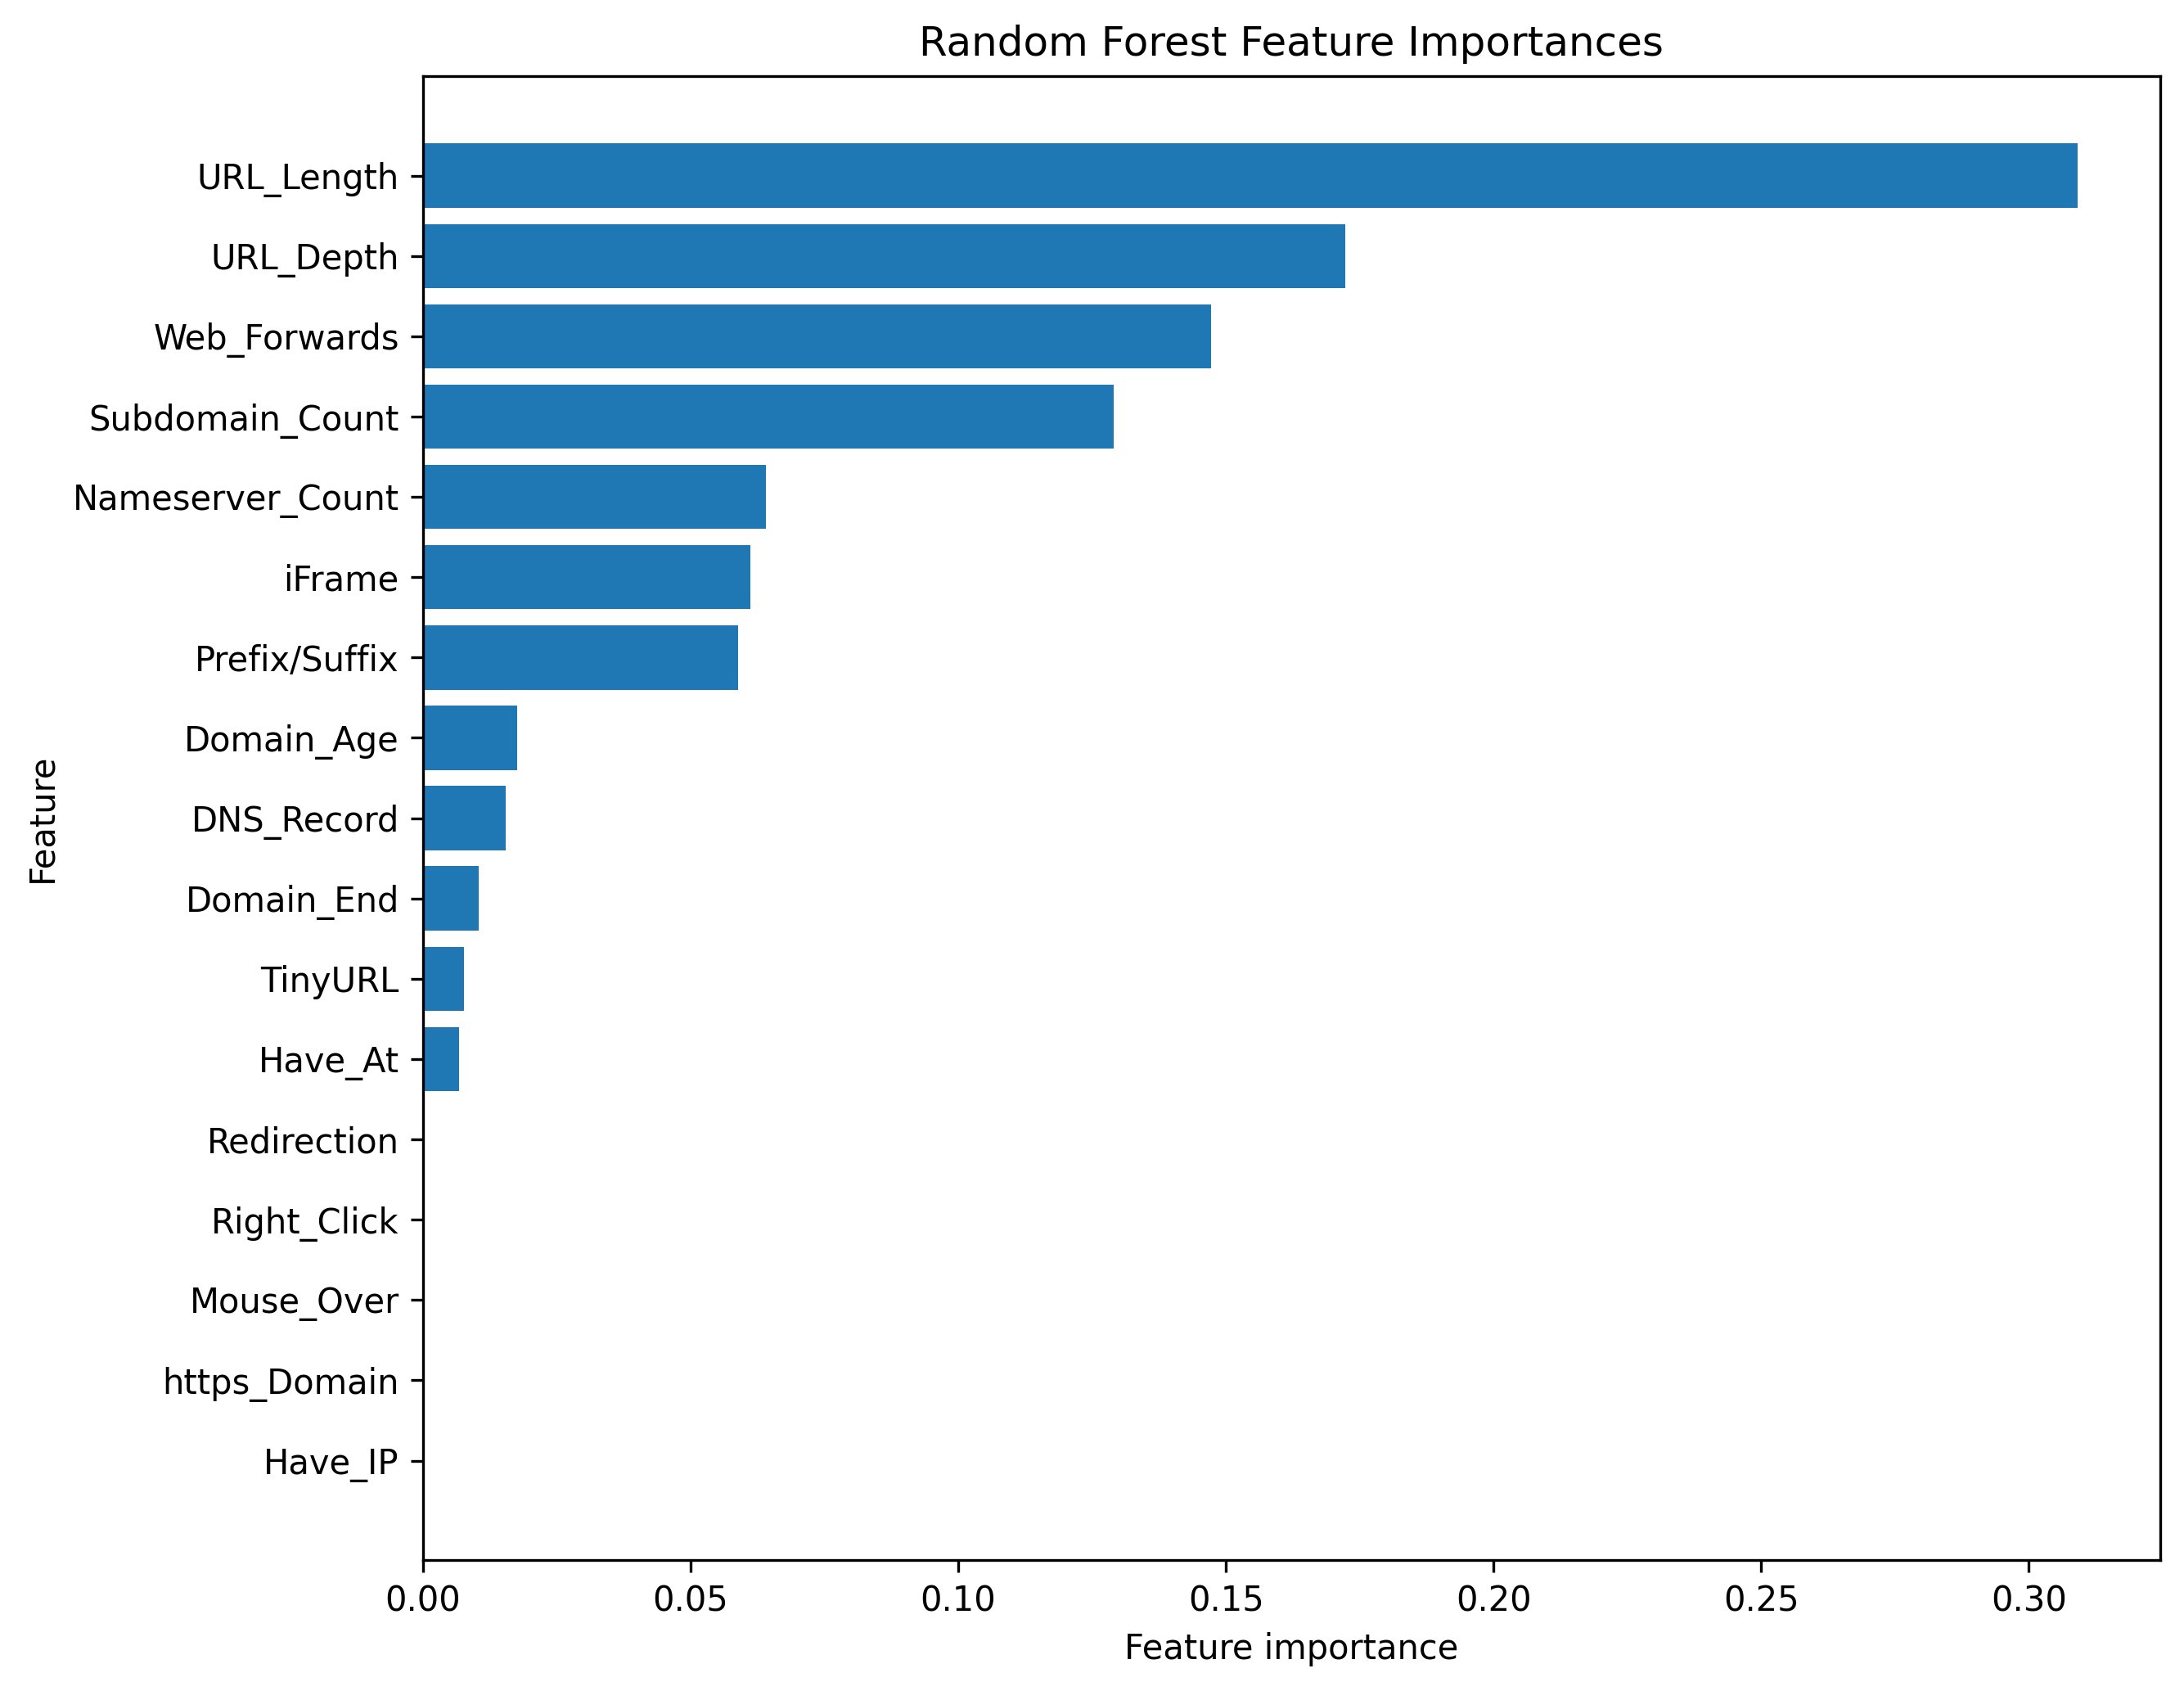 Random Forest Feature Importances
URL_Length
URL_Depth
Web_Forwards
Subdomain_Count
Nameserver_Count
iFrame
Prefix/Suffix
Domain_Age
DNS_Record
Domain_End
TinyURL
Have_At
Redirection
Right_Click
Mouse_Over
https_Domain
Have_IP
Feature
0.00 0.05 0.10 0.15 0.20 0.25 0.30
Feature importance